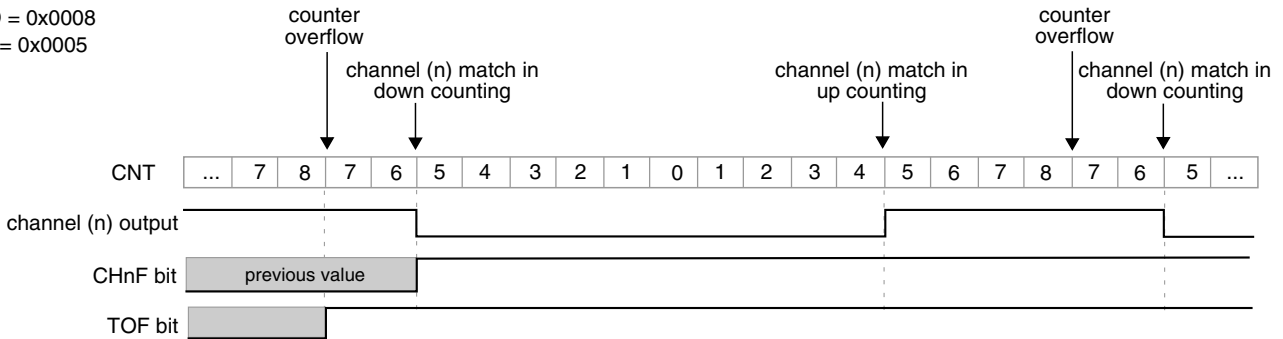 = 0x0008
= 0x0005
counter
overflow
channel (n) match in
down counting
channel (n) match in
up counting
counter
overflow
channel (n) match in
down counting
CNT ... 7 8 7 6 5 4 3 2 1 0 1 2 3 4 5 6 7 8 7 6 5 ...
channel (n) output
CHnF bit previous value
TOF bit